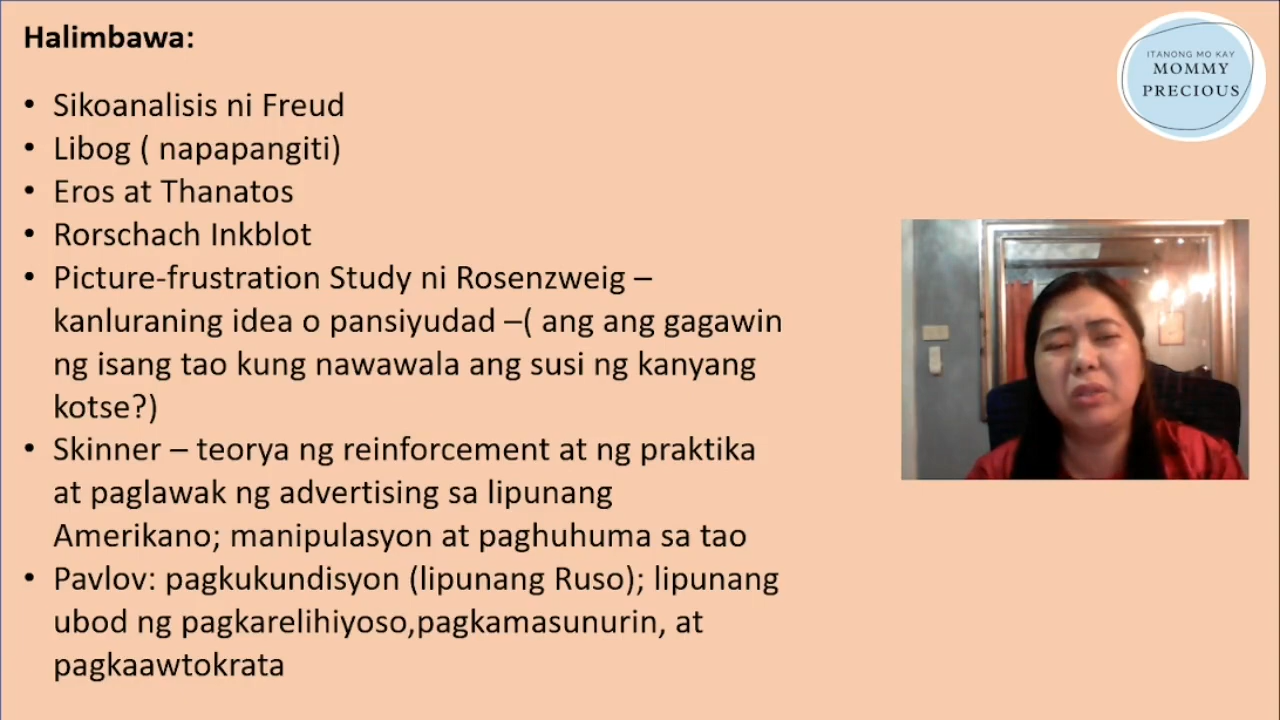 Halimbawa:
• Sikoanalisis ni Freud
• Libog ( napapangiti)
• Eros at Thanatos
• Rorschach Inkblot
• Picture-frustration Study ni Rosenzweig –
kanluraning idea o pansiyudad –( ang ang gagawin
ng isang tao kung nawawala ang susi ng kanyang
kotse?)
• Skinner – teorya ng reinforcement at ng praktika
at paglawak ng advertising sa lipunang
Amerikano; manipulasyon at paghuhuma sa tao
• Pavlov: pagkukundisyon (lipunang Ruso); lipunang
ubod ng pagkarelihiyoso,pagkamasunurin, at
pagkaawtokrata
ITANONG MO KAY
MOMMY
PRECIOUS